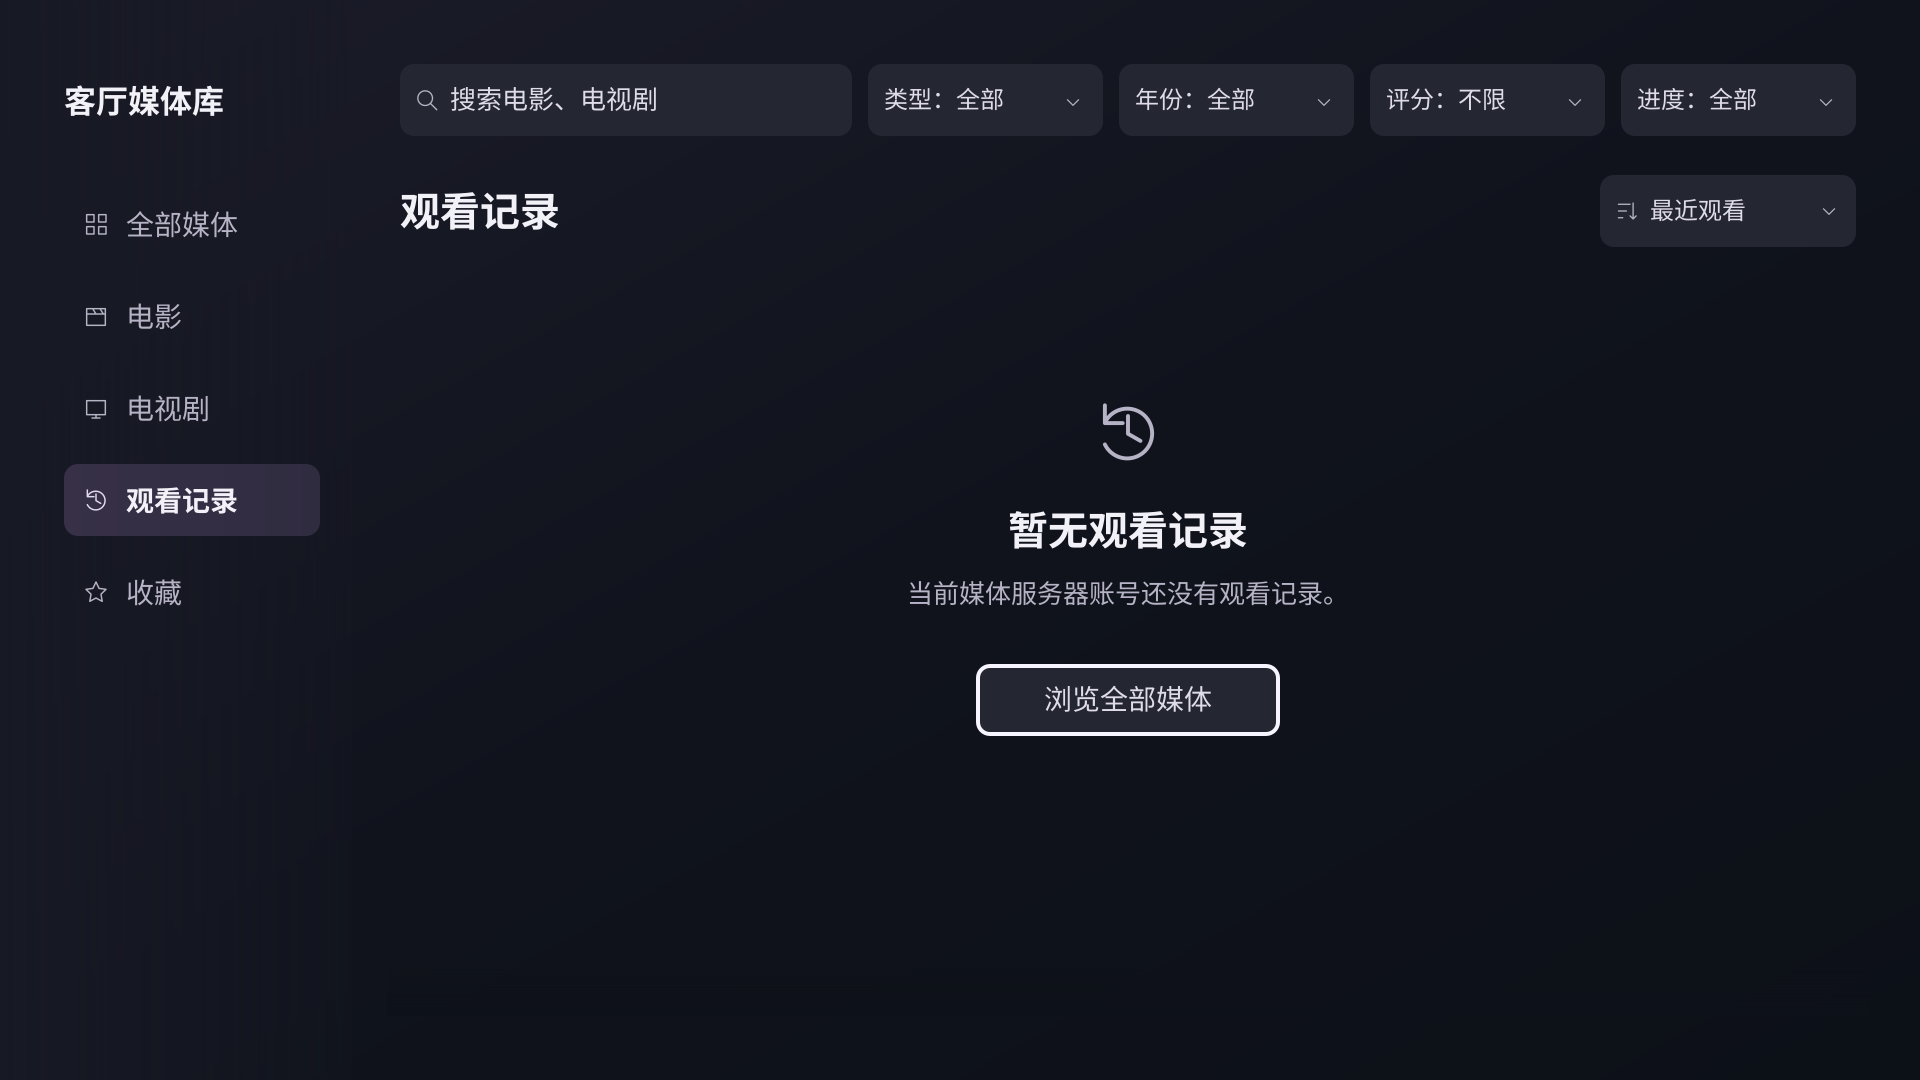 客厅媒体库
搜索电影、电视剧
类型：全部
年份：全部
评分：不限
进度：全部
全部媒体
电影
电视剧
观看记录
收藏
观看记录
最近观看
暂无观看记录
当前媒体服务器账号还没有观看记录。
浏览全部媒体